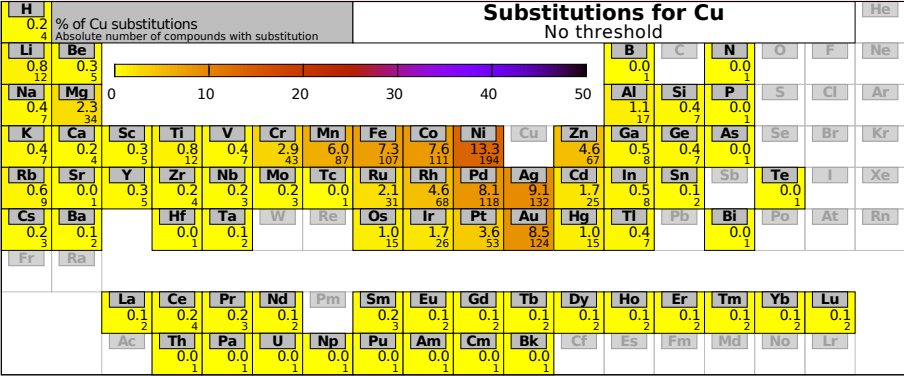 H He
0.2 % of Cu substitutions Substitutions for Cu
4 Absolute number of compounds with substitution No threshold
Li Be B C N O F Ne
0.8 0.3 0.0 0.0
12 5 1 1
0 10 20 30 40 50
Na Mg Al Si P S Cl Ar
0.4 2.3 1.1 0.4 0.0
7 34 17 7 1
K Ca Sc Ti V Cr Mn Fe Co Ni Cu Zn Ga Ge As Se Br Kr
0.4 0.2 0.3 0.8 0.4 2.9 6.0 7.3 7.6 13.3 4.6 0.5 0.4 0.0
7 4 5 12 7 43 87 107 111 194 67 8 7 1
Rb Sr Y Zr Nb Mo Tc Ru Rh Pd Ag Cd In Sn Sb Te I Xe
0.6 0.0 0.3 0.2 0.2 0.2 0.0 2.1 4.6 8.1 9.1 1.7 0.5 0.1 0.0
9 1 5 4 3 3 1 31 68 118 132 25 8 2 1
Cs Ba Hf Ta W Re Os Ir Pt Au Hg Tl Pb Bi Po At Rn
0.2 0.1 0.0 0.1 1.0 1.7 3.6 8.5 1.0 0.4 0.0
3 2 1 2 15 26 53 124 15 7 1
Fr Ra
La Ce Pr Nd Pm Sm Eu Gd Tb Dy Ho Er Tm Yb Lu
0.1 0.2 0.2 0.1 0.2 0.1 0.1 0.1 0.1 0.1 0.1 0.1 0.1 0.1
2 4 3 2 3 2 2 2 2 2 2 2 2 2
Ac Th Pa U Np Pu Am Cm Bk Cf Es Fm Md No Lr
0.0 0.0 0.0 0.0 0.0 0.0 0.0 0.0
1 1 1 1 1 1 1 1